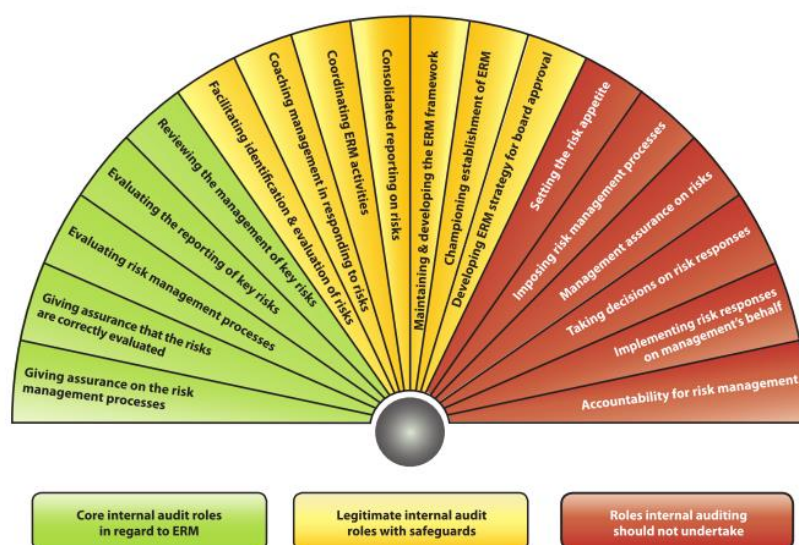 Giving assurance on the risk
management processes
Giving assurance that the risks
are correctly evaluated
Evaluating risk management processes
Evaluating the reporting of key risks
Reviewing the management of key risks
Facilitating identification & evaluation of risks
Coaching management in responding to risks
Coordinating ERM activities
Consolidated reporting on risks
Maintaining & developing the ERM framework
Championing establishment of ERM
Developing ERM strategy for board approval
Setting the risk appetite
Imposing risk management processes
Management assurance on risks
Taking decisions on risk responses
Implementing risk responses
on management's behalf
Accountability for risk management
Core internal audit roles
in regard to ERM
Legitimate internal audit
roles with safeguards
Roles internal auditing
should not undertake